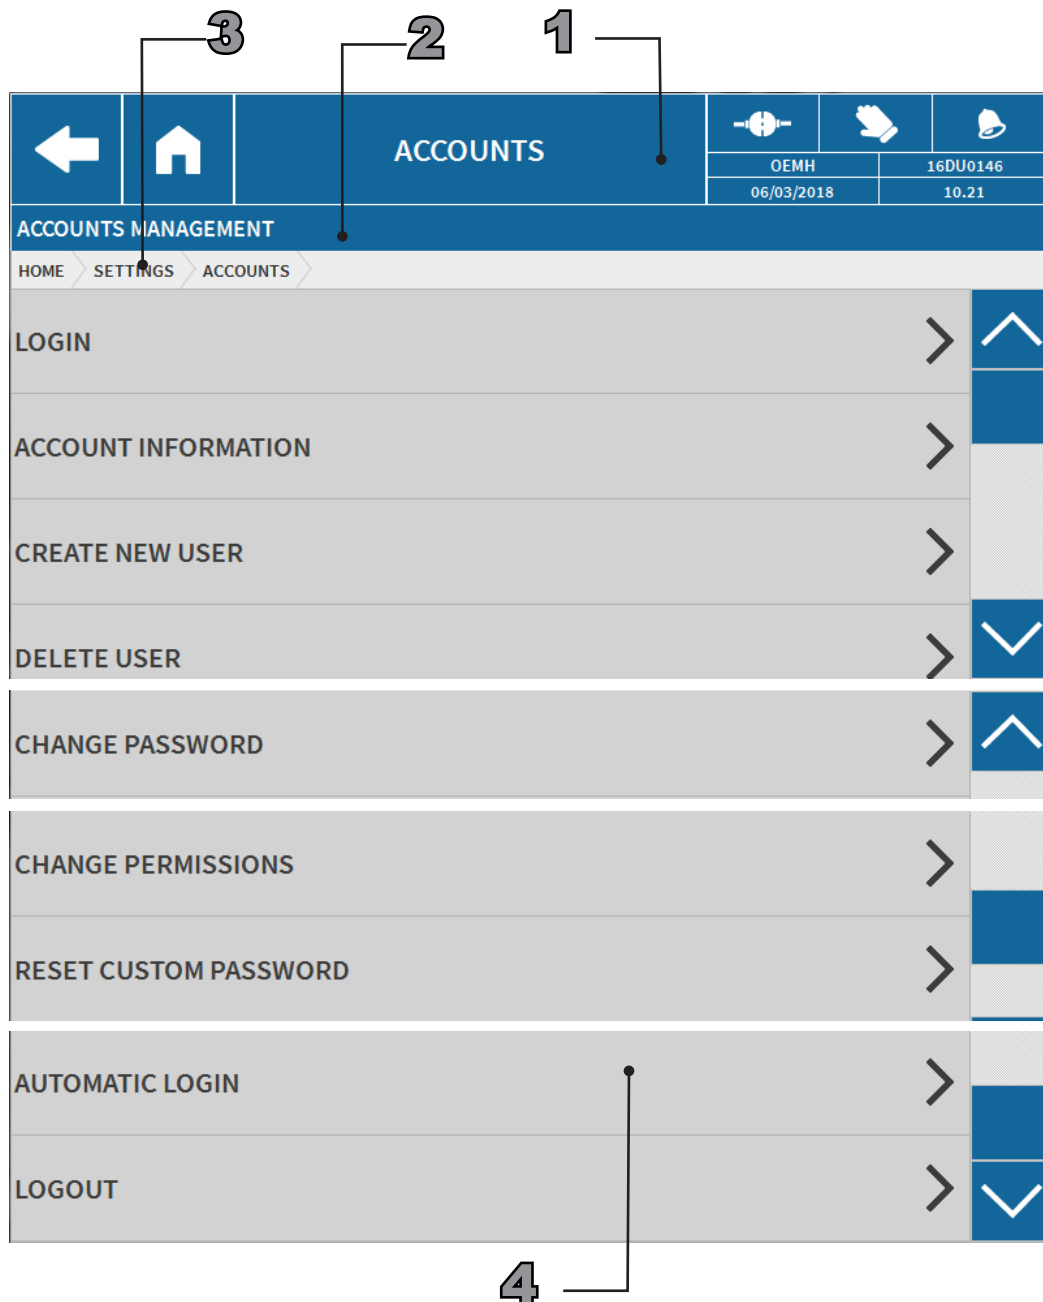 3 2 1
ACCOUNTS
OEMH 16DU0146
06/03/2018 10.21
ACCOUNTS MANAGEMENT
HOME SETTINGS ACCOUNTS
LOGIN
ACCOUNT INFORMATION
CREATE NEW USER
DELETE USER
CHANGE PASSWORD
CHANGE PERMISSIONS
RESET CUSTOM PASSWORD
AUTOMATIC LOGIN
LOGOUT
4